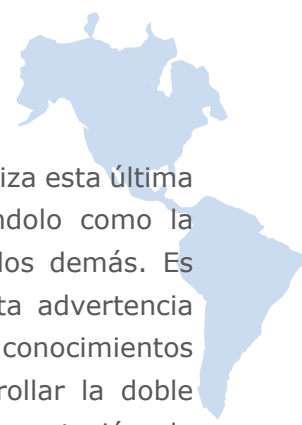 iza esta última
ndolo como la
los demás. Es
ta advertencia
conocimientos
rollar la doble